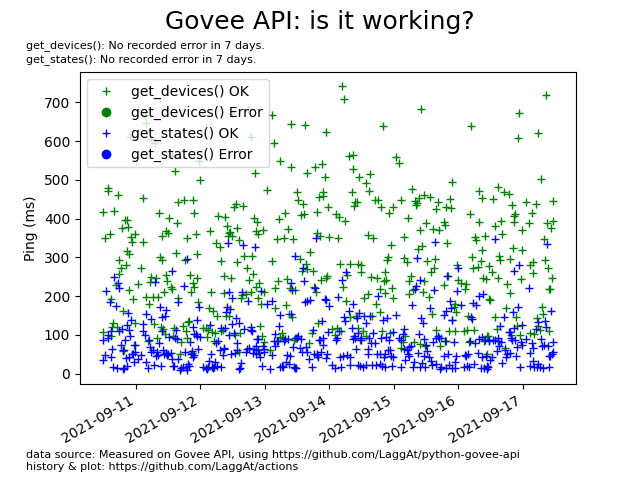 Govee API: is it working?
get_devices(): No recorded error in 7 days.
get_states(): No recorded error in 7 days.
get_devices() OK
get_devices() Error
get_states() OK
get_states() Error
Ping (ms)
700
600
500
400
300
200
100
0
2021-09-11
2021-09-12
2021-09-13
2021-09-14
2021-09-15
2021-09-16
2021-09-17
data source: Measured on Govee API, using https://github.com/LaggAt/python-govee-api
history & plot: https://github.com/LaggAt/actions